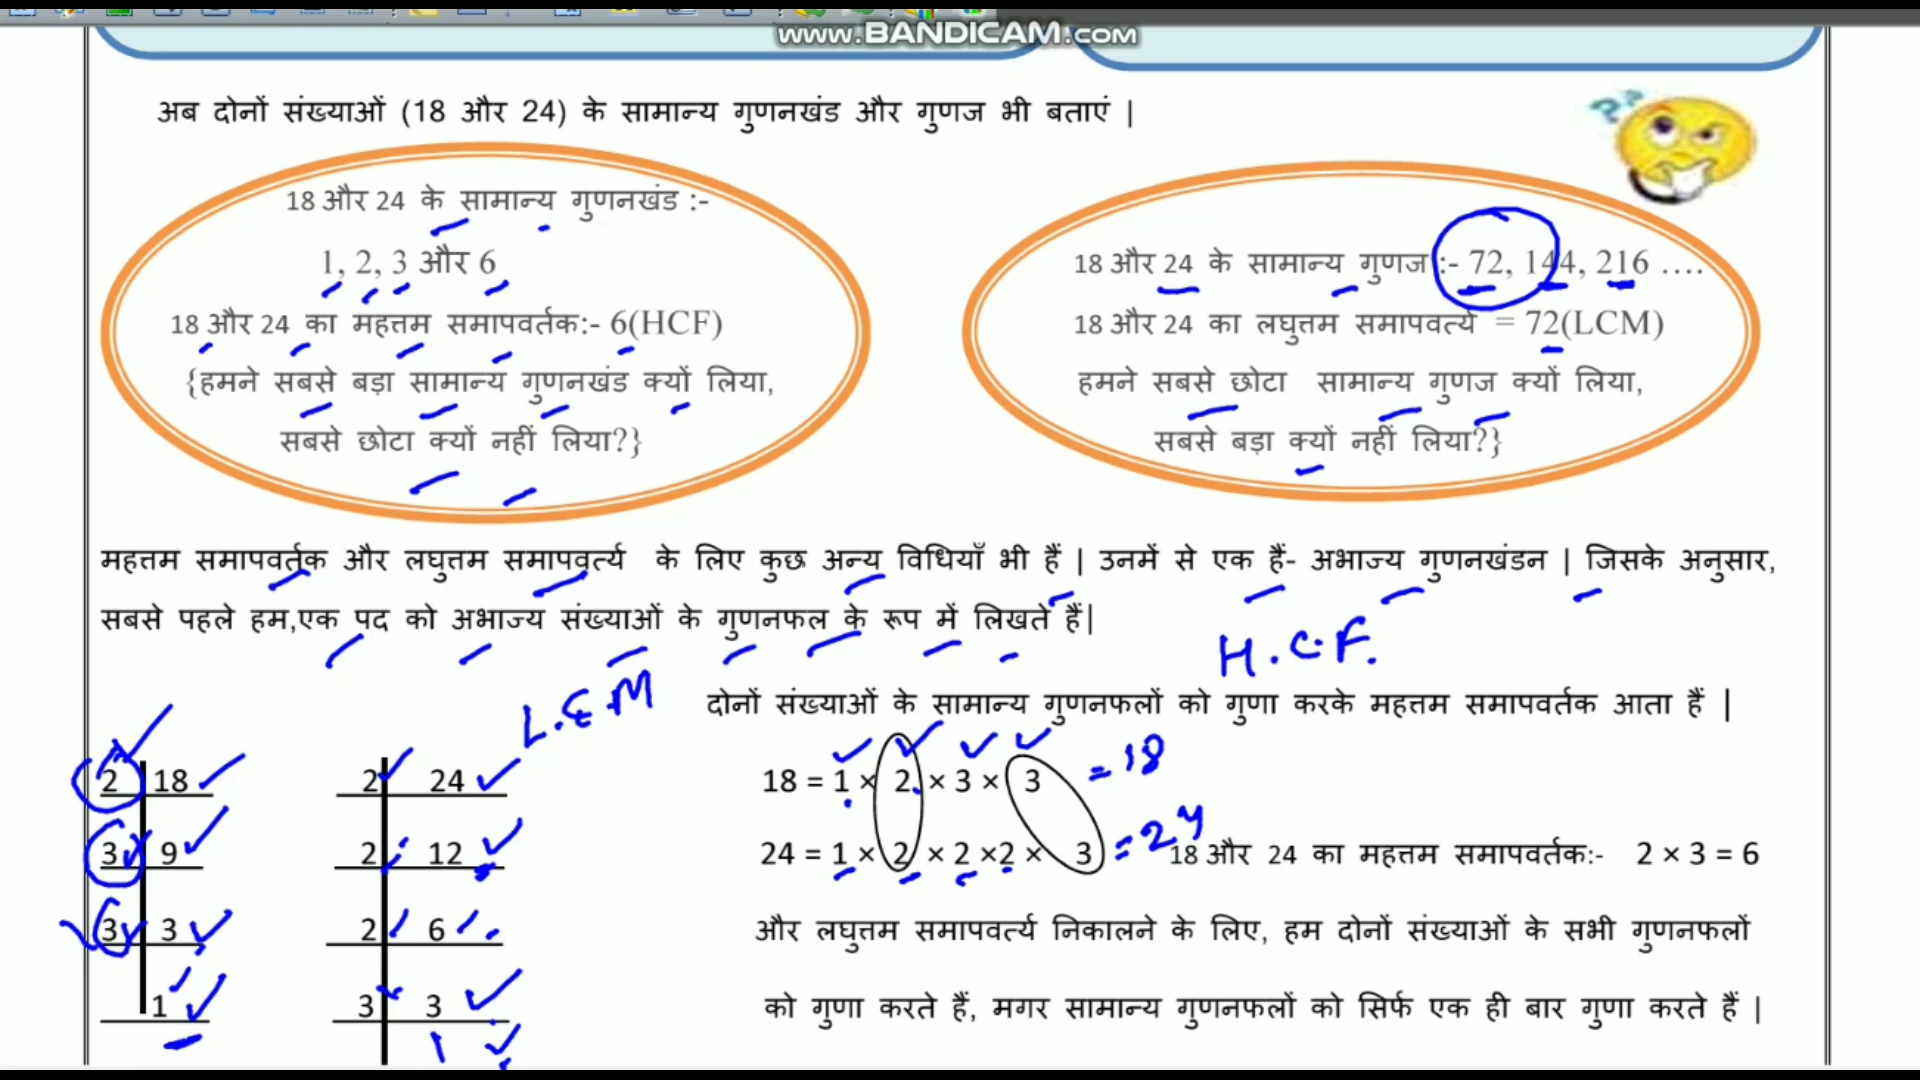 www.BANDICAM.com
अब दोनों संख्याओं (18 और 24) के सामान्य गुणनखंड और गुणज भी बताएं |
18 और 24 के सामान्य गुणनखंड :-
1, 2, 3 और 6
18 और 24 का महत्तम समापवर्तक:- 6(HCF)
{हमने सबसे बड़ा सामान्य गुणनखंड क्यों लिया,
सबसे छोटा क्यों नहीं लिया?}
18 और 24 के सामान्य गुणज :- 72, 144, 216 ....
18 और 24 का लघुत्तम समापवर्त्य = 72(LCM)
हमने सबसे छोटा सामान्य गुणज क्यों लिया,
सबसे बड़ा क्यों नहीं लिया?}
महत्तम समापवर्तक और लघुत्तम समापवर्त्य के लिए कुछ अन्य विधियाँ भी हैं | उनमें से एक हैं- अभाज्य गुणनखंडन | जिसके अनुसार,
सबसे पहले हम,एक पद को अभाज्य संख्याओं के गुणनफल के रूप में लिखते हैं|
H.C.F.
L.C.M
2 18
3 9
3 3
1
2 24
2 12
2 6
3 3
1
दोनों संख्याओं के सामान्य गुणनफलों को गुणा करके महत्तम समापवर्तक आता हैं |
18 = 1 × 2 × 3 × 3 = 18
24 = 1 × 2 × 2 ×2 × 3 = 24
18 और 24 का महत्तम समापवर्तक:- 2 × 3 = 6
और लघुत्तम समापवर्त्य निकालने के लिए, हम दोनों संख्याओं के सभी गुणनफलों
को गुणा करते हैं, मगर सामान्य गुणनफलों को सिर्फ एक ही बार गुणा करते हैं |